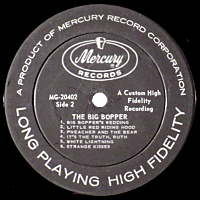 A PRODUCT OF MERCURY RECORD CORPORATION
Mercury
RECORDS
MG-20402
Side 2
A Custom High
Fidelity
Recording
THE BIG BOPPER
1. BIG BOPPER'S WEDDING
2. LITTLE RED RIDING HOOD
3. PREACHER AND THE BEAR
4. IT'S THE TRUTH, RUTH
5. WHITE LIGHTNING
6. STRANGE KISSES
LONG PLAYING HIGH FIDELITY